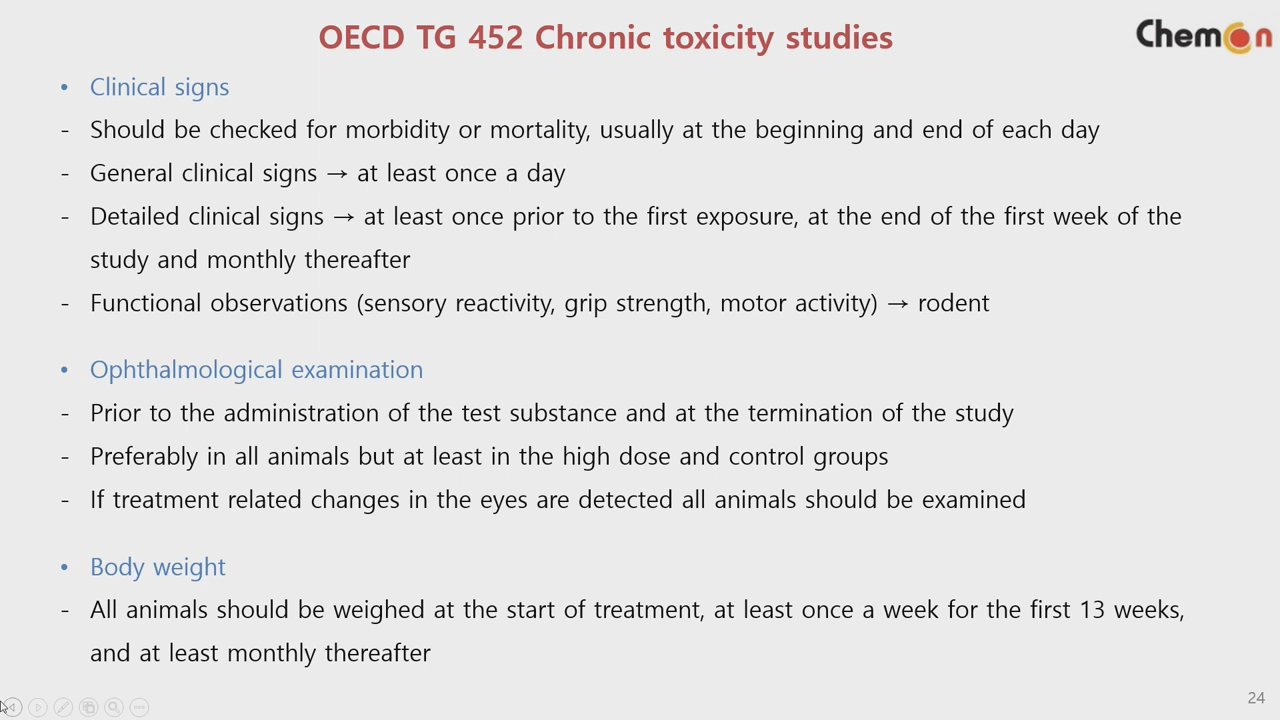 OECD TG 452 Chronic toxicity studies
ChemOn
• Clinical signs
- Should be checked for morbidity or mortality, usually at the beginning and end of each day
- General clinical signs → at least once a day
- Detailed clinical signs → at least once prior to the first exposure, at the end of the first week of the
study and monthly thereafter
- Functional observations (sensory reactivity, grip strength, motor activity) → rodent
• Ophthalmological examination
- Prior to the administration of the test substance and at the termination of the study
- Preferably in all animals but at least in the high dose and control groups
- If treatment related changes in the eyes are detected all animals should be examined
• Body weight
- All animals should be weighed at the start of treatment, at least once a week for the first 13 weeks,
and at least monthly thereafter
24